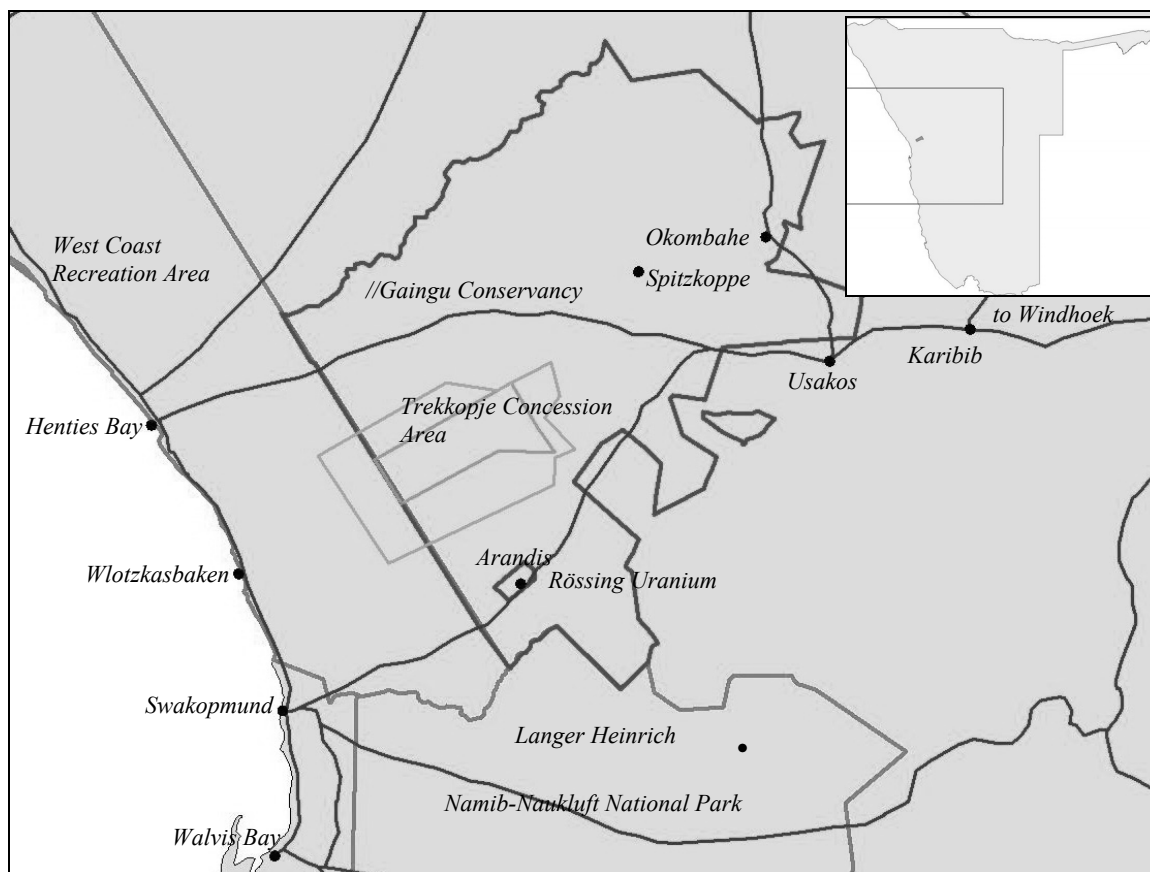 West Coast
Recreation Area
Okombahe
Spitzkoppe
//Gaingu Conservancy
to Windhoek
Karibib
Usakos
Trekkopje Concession
Area
Henties Bay
Arandis
Wlotzkasbaken
Rössing Uranium
Swakopmund
Langer Heinrich
Namib-Naukluft National Park
Walvis Bay